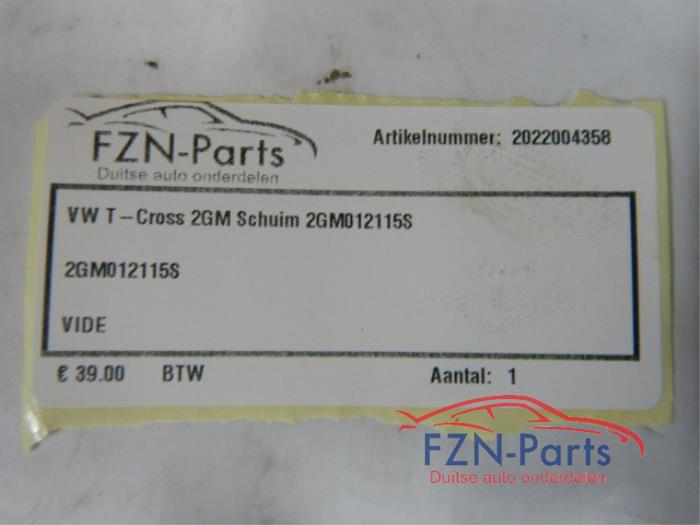 FZN-Parts
Duitse auto onderdelen
Artikelnummer: 2022004358
VW T-Cross 2GM Schuim 2GM012115S
2GM012115S
VIDE
€ 39.00 BTW Aantal: 1
FZN-Parts
Duitse auto onderdelen